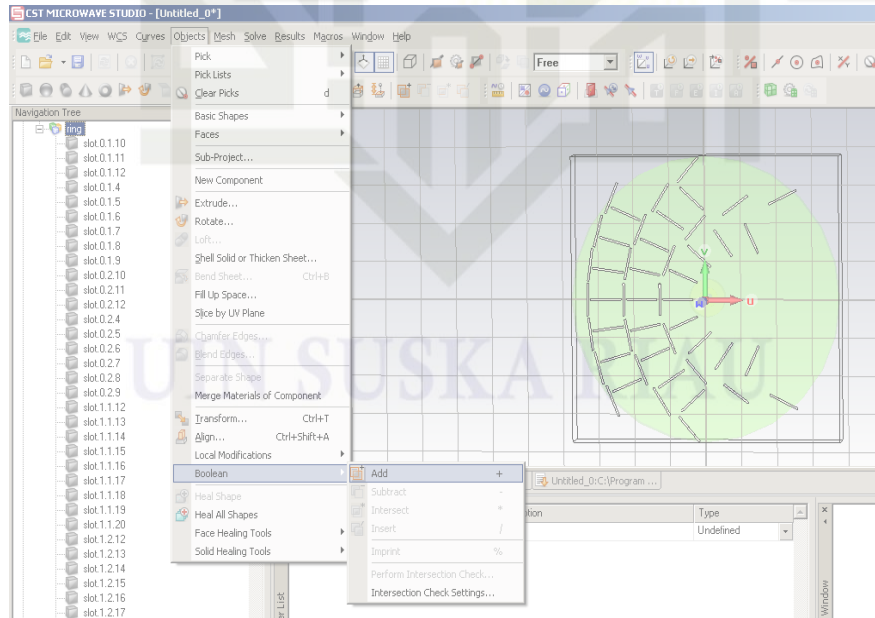 CST MICROWAVE STUDIO - [Untitled_0*]
File Edit View WCS Curves Objects Mesh Solve Results Macros Window Help
Free
Navigation Tree
ring
slot.0.1.10
slot.0.1.11
slot.0.1.12
slot.0.1.4
slot.0.1.5
slot.0.1.6
slot.0.1.7
slot.0.1.8
slot.0.1.9
slot.0.2.10
slot.0.2.11
slot.0.2.12
slot.0.2.4
slot.0.2.5
slot.0.2.6
slot.0.2.7
slot.0.2.8
slot.0.2.9
slot.1.1.12
slot.1.1.13
slot.1.1.14
slot.1.1.15
slot.1.1.16
slot.1.1.17
slot.1.1.18
slot.1.1.19
slot.1.1.20
slot.1.2.12
slot.1.2.13
slot.1.2.14
slot.1.2.15
slot.1.2.16
slot.1.2.17
Pick
Pick Lists
Clear Picks d
Basic Shapes
Faces
Sub-Project...
New Component
Extrude...
Rotate...
Loft...
Shell Solid or Thicken Sheet...
Bend Sheet... Ctrl+B
Fill Up Space...
Slice by UV Plane
Chamfer Edges...
Blend Edges...
Separate Shape
Merge Materials of Component
Transform... Ctrl+T
Align... Ctrl+Shift+A
Local Modifications
Boolean
Heal Shape
Heal All Shapes
Face Healing Tools
Solid Healing Tools
Add +
Subtract -
Intersect *
Insert /
Imprint %
Perform Intersection Check...
Intersection Check Settings...
v
u
w
Untitled_0:C:\Program ...
Type
Undefined
Window
UIN SUSKA RIAU